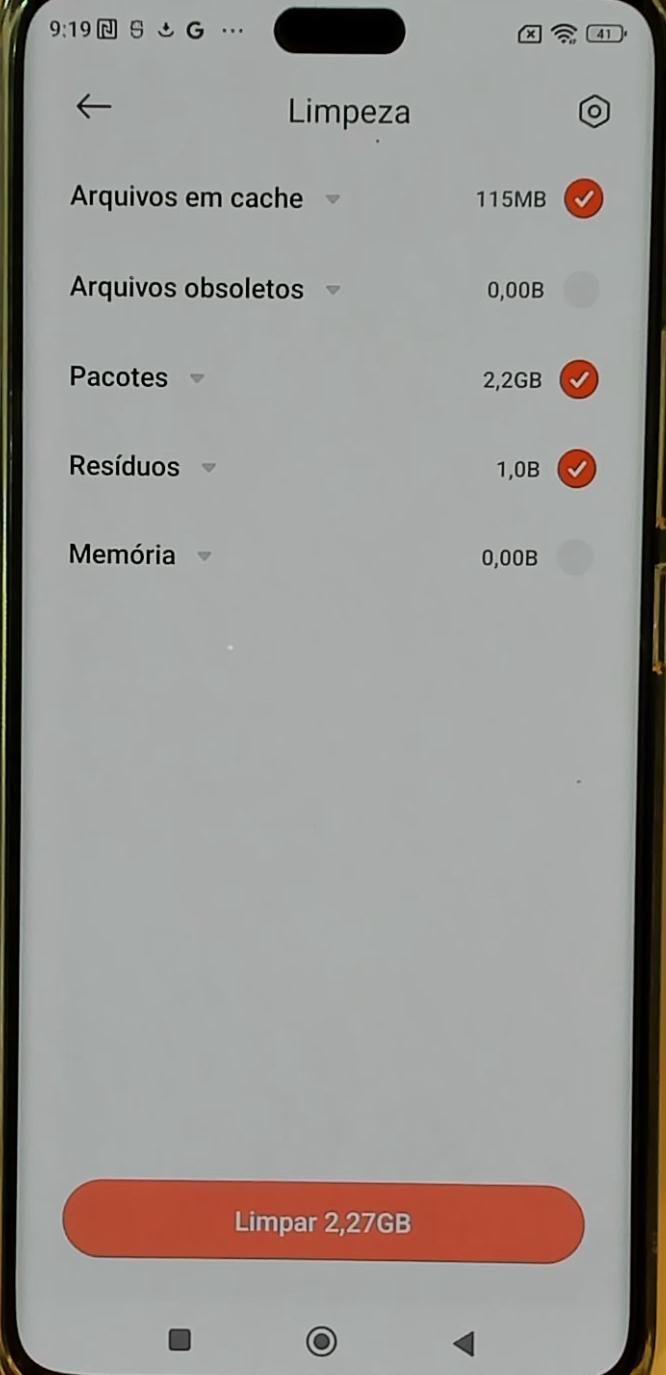 9:19 G ... 41
Limpeza
Arquivos em cache 115MB
Arquivos obsoletos 0,00B
Pacotes 2,2GB
Resíduos 1,0B
Memória 0,00B
Limpar 2,27GB